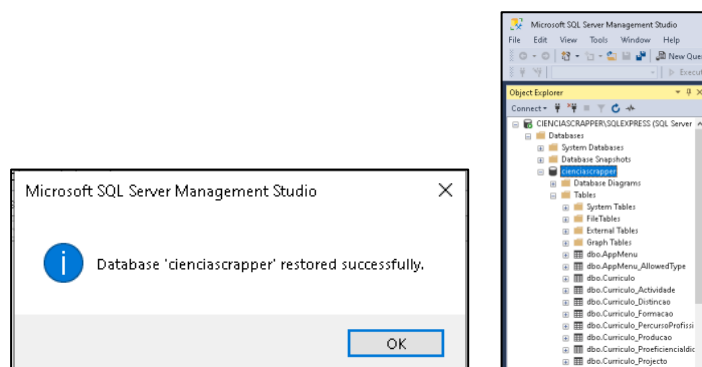 Microsoft SQL Server Management Studio
Database 'cienciascrapper' restored successfully.
OK
Microsoft SQL Server Management Studio
File Edit View Tools Window Help
New Que
Execut
Object Explorer
Connect
CIENCIASCRAPPER\SQLEXPRESS (SQL Server
Databases
System Databases
Database Snapshots
cienciascrapper
Database Diagrams
Tables
System Tables
FileTables
External Tables
Graph Tables
dbo.AppMenu
dbo.AppMenu_AllowedType
dbo.Curriculo
dbo.Curriculo_Actividade
dbo.Curriculo_Distincao
dbo.Curriculo_Formacao
dbo.Curriculo_PercursoProfissi
dbo.Curriculo_Producao
dbo.Curriculo_ProeficienciaIdic
dbo.Curriculo_Projecto